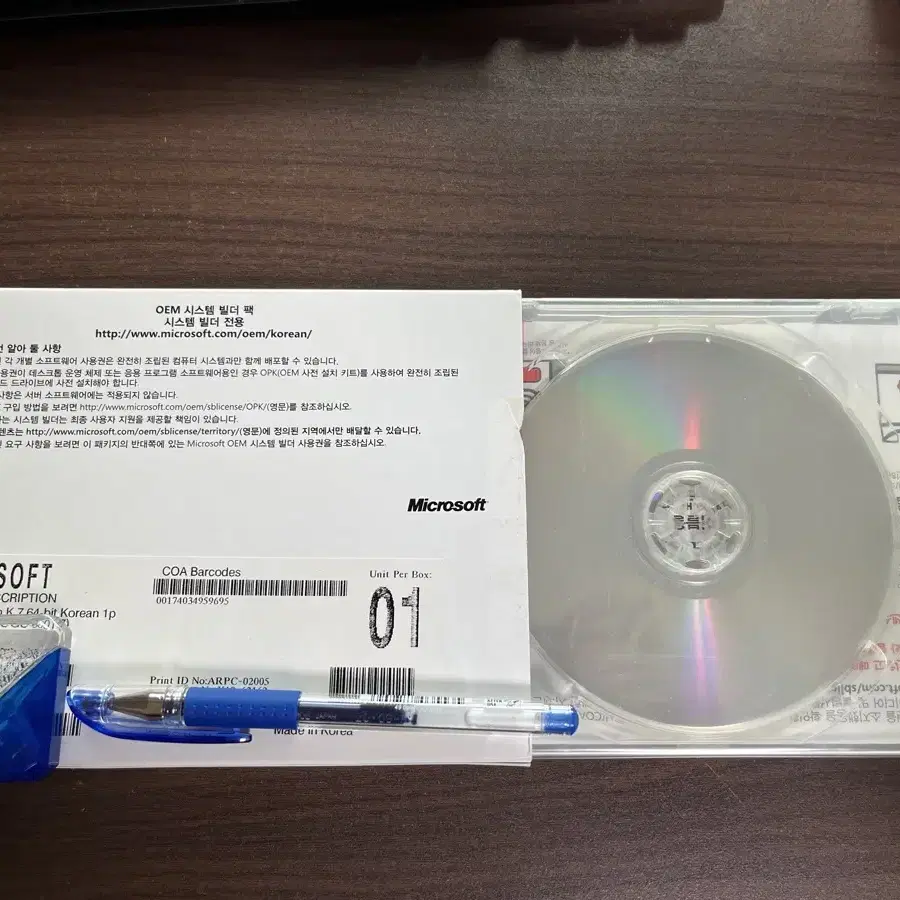 OEM 시스템 빌더 팩
시스템 빌더 전용
http://www.microsoft.com/oem/korean/
알아 둘 사항
각 개별 소프트웨어 사용권은 완전히 조립된 컴퓨터 시스템과만 함께 배포할 수 있습니다.
용권이 데스크톱 운영 체제 또는 응용 프로그램 소프트웨어용인 경우 OPK(OEM 사전 설치 키트)를 사용하여 완전히 조립된
드 드라이브에 사전 설치해야 합니다.
사항은 서버 소프트웨어에는 적용되지 않습니다.
구입 방법을 보려면 http://www.microsoft.com/oem/sblicense/OPK/(영문)를 참조하십시오.
하는 시스템 빌더는 최종 사용자 지원을 제공할 책임이 있습니다.
텐츠는 http://www.microsoft.com/oem/sblicense/territory/(영문)에 정의된 지역에서만 배달할 수 있습니다.
요구 사항을 보려면 이 패키지의 반대쪽에 있는 Microsoft OEM 시스템 빌더 사용권을 참조하십시오.
Microsoft
SOFT
CRIPTION
K 7 64-bit Korean 1p
COA Barcodes
00174034959695
Unit Per Box:
01
Print ID No:ARPC-02005
Made in Korea